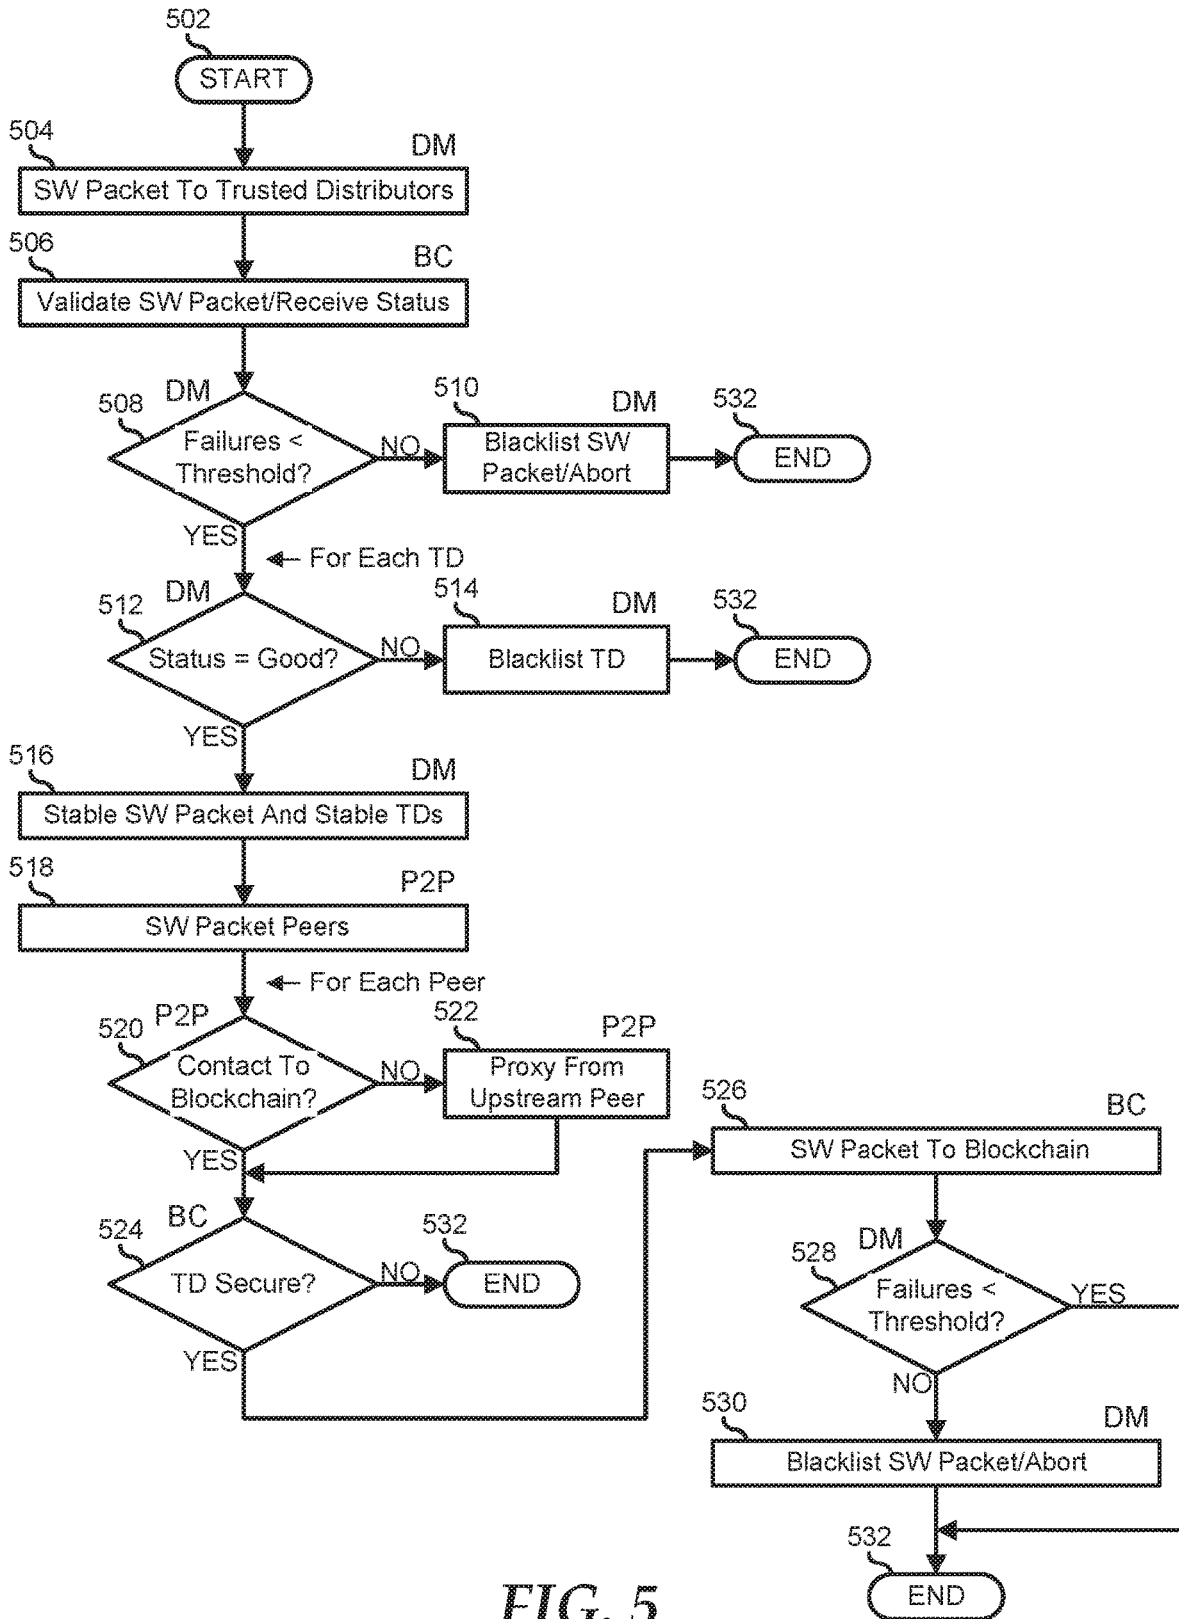 502
START
504
DM
SW Packet To Trusted Distributors
506
BC
Validate SW Packet/Receive Status
DM
508
Failures <
Threshold?
NO
YES
510
DM
Blacklist SW
Packet/Abort
532
END
← For Each TD
DM
512
Status = Good?
NO
YES
514
DM
Blacklist TD
532
END
516
DM
Stable SW Packet And Stable TDs
518
P2P
SW Packet Peers
← For Each Peer
P2P
520
Contact To
Blockchain?
NO
YES
522
P2P
Proxy From
Upstream Peer
BC
524
TD Secure?
NO
YES
532
END
526
BC
SW Packet To Blockchain
DM
528
Failures <
Threshold?
YES
NO
530
DM
Blacklist SW Packet/Abort
532
END
FIG. 5